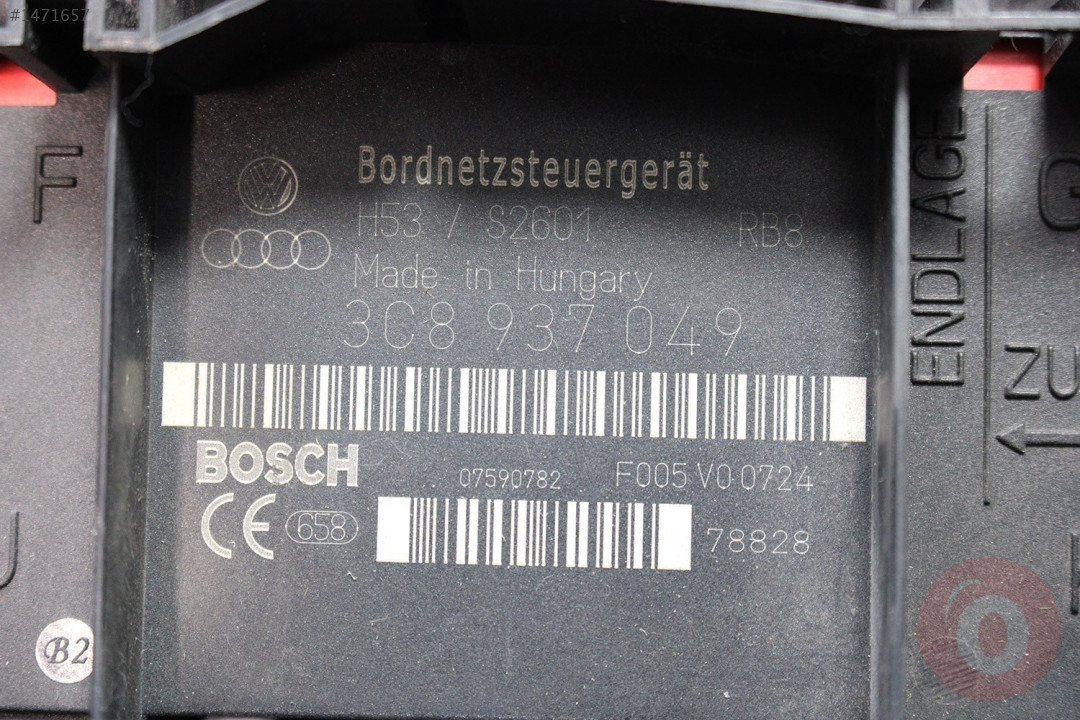 #1471657
F
Bordnetzsteuergerät
H53 / S2601 RB8
Made in Hungary
3C8 937 049
BOSCH
07590782 F005 V0 0724
CE 658
78828
ENDLAGE
G
ZU
B2